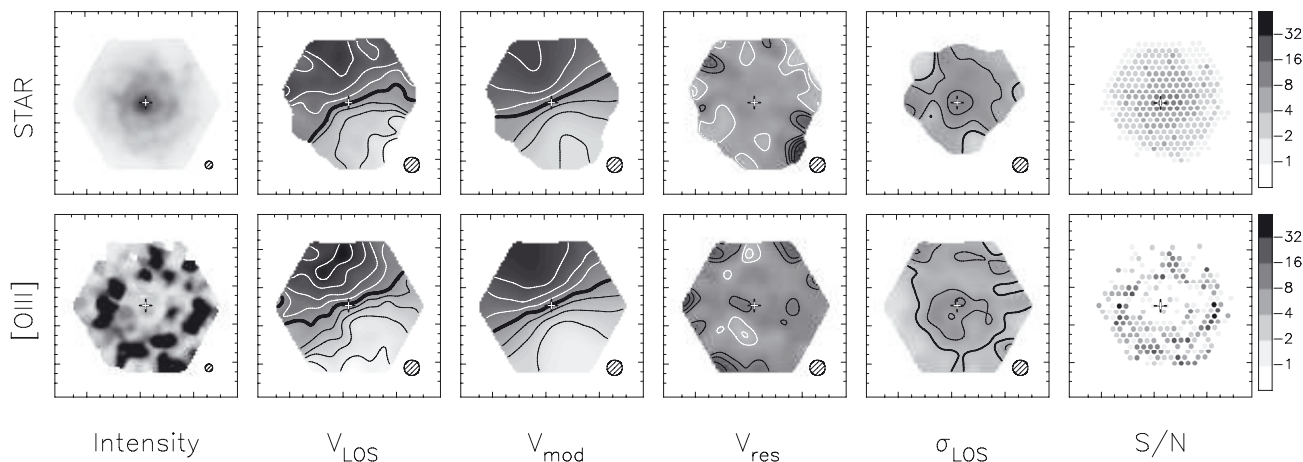 STAR
32
16
8
4
2
1
[OIII]
32
16
8
4
2
1
Intensity
V_LOS
V_mod
V_res
σ_LOS
S/N